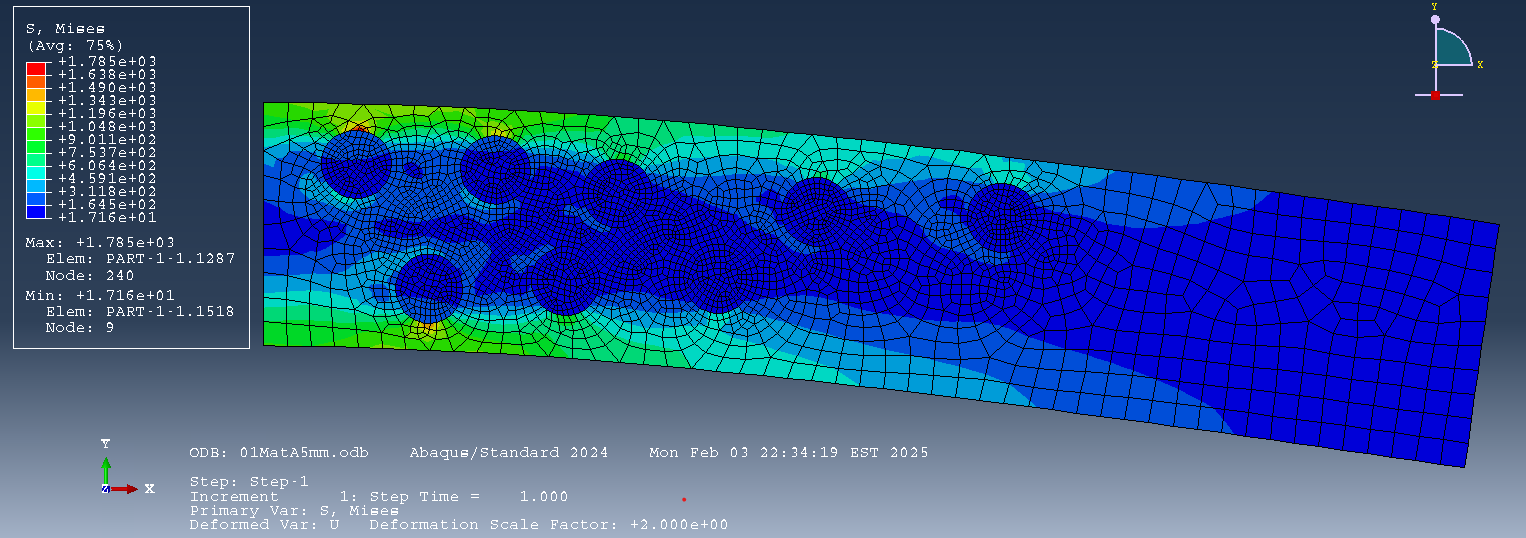 S, Mises
(Avg: 75%)
+1.785e+03
+1.638e+03
+1.490e+03
+1.343e+03
+1.196e+03
+1.048e+03
+9.011e+02
+7.537e+02
+6.064e+02
+4.591e+02
+3.118e+02
+1.645e+02
+1.716e+01
Max: +1.785e+03
Elem: PART-1-1.1287
Node: 240
Min: +1.716e+01
Elem: PART-1-1.1518
Node: 9
Y
Z X
Y
X
ODB: 01MatA5mm.odb Abaqus/Standard 2024 Mon Feb 03 22:34:19 EST 2025
Step: Step-1
Increment 1: Step Time = 1.000
Primary Var: S, Mises
Deformed Var: U Deformation Scale Factor: +2.000e+00